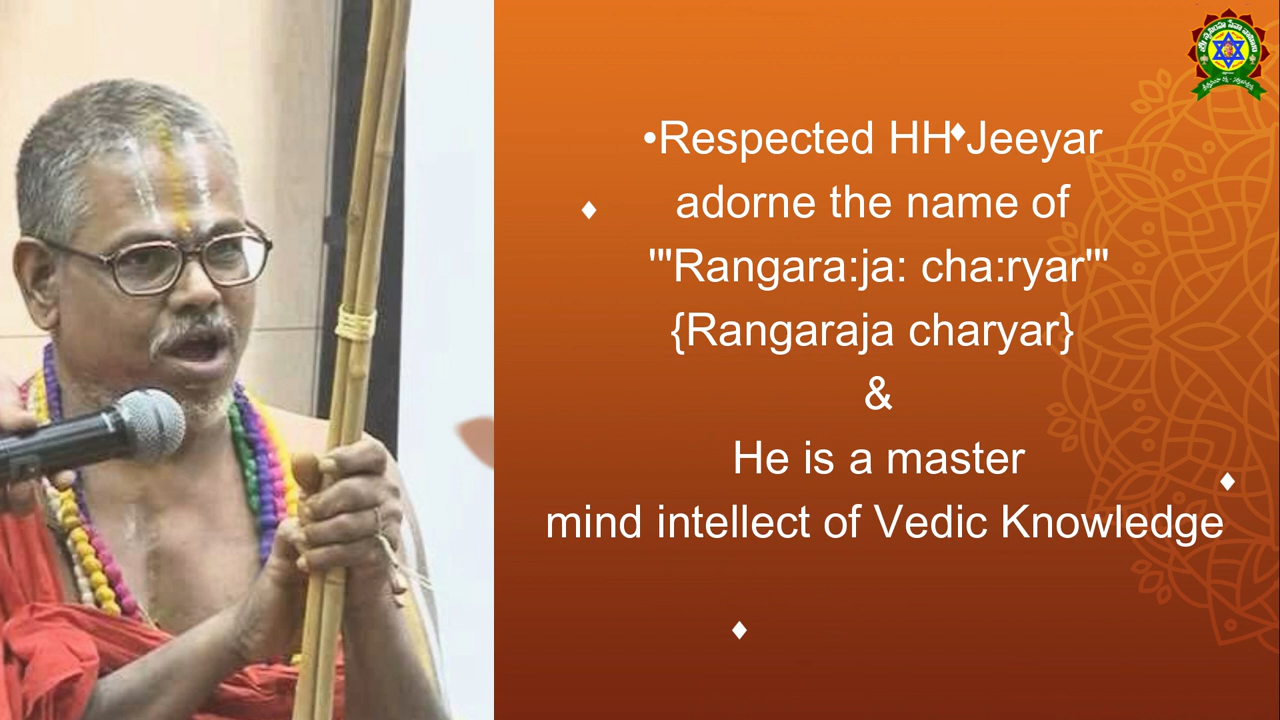 •Respected HH Jeeyar
adorne the name of
'"Rangara:ja: cha:ryar"'
{Rangaraja charyar}
&
He is a master
mind intellect of Vedic Knowledge